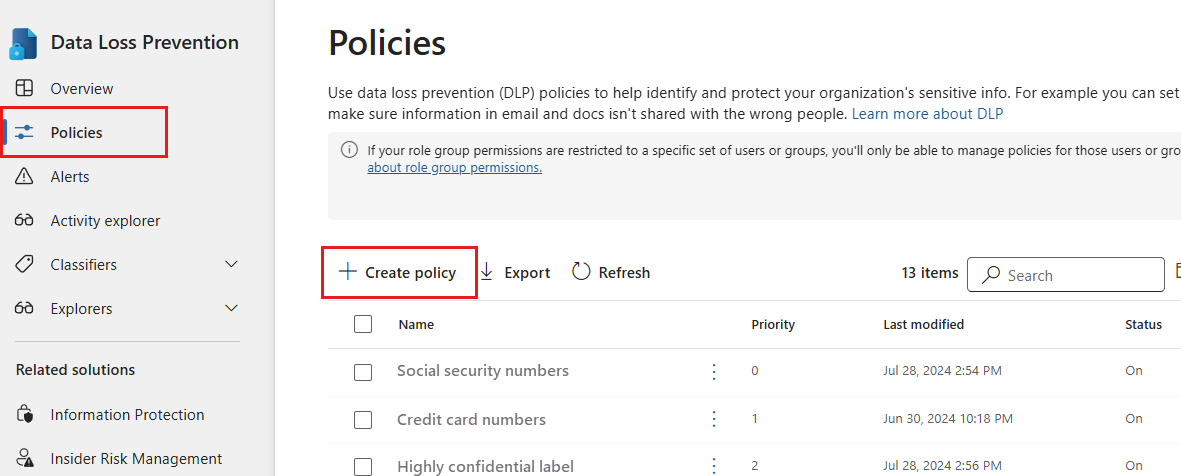 Data Loss Prevention
Overview
Policies
Alerts
Activity explorer
Classifiers
Explorers
Related solutions
Information Protection
Insider Risk Management
Policies
Use data loss prevention (DLP) policies to help identify and protect your organization's sensitive info. For example you can set
make sure information in email and docs isn't shared with the wrong people. Learn more about DLP
If your role group permissions are restricted to a specific set of users or groups, you'll only be able to manage policies for those users or gro
about role group permissions.
Create policy Export Refresh 13 items Search
Name Priority Last modified Status
Social security numbers 0 Jul 28, 2024 2:54 PM On
Credit card numbers 1 Jun 30, 2024 10:18 PM On
Highly confidential label 2 Jul 28, 2024 2:56 PM On